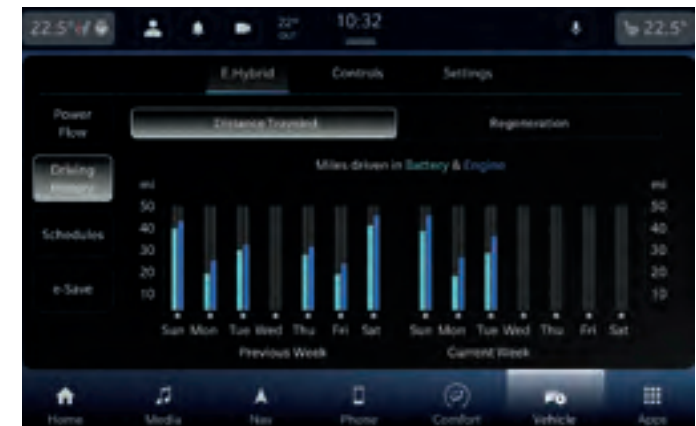 22.5° 22° OUT 10:32 22.5°
E.Hybrid Controls Settings
Power Flow
Distance Traveled Regeneration
Driving History
Miles driven in Battery & Engine
mi mi
50 50
40 40
Schedules
30 30
20 20
e-Save
10 10
Sun Mon Tue Wed Thu Fri Sat Sun Mon Tue Wed Thu Fri Sat
Previous Week Current Week
Home Media Nav Phone Comfort Vehicle Apps